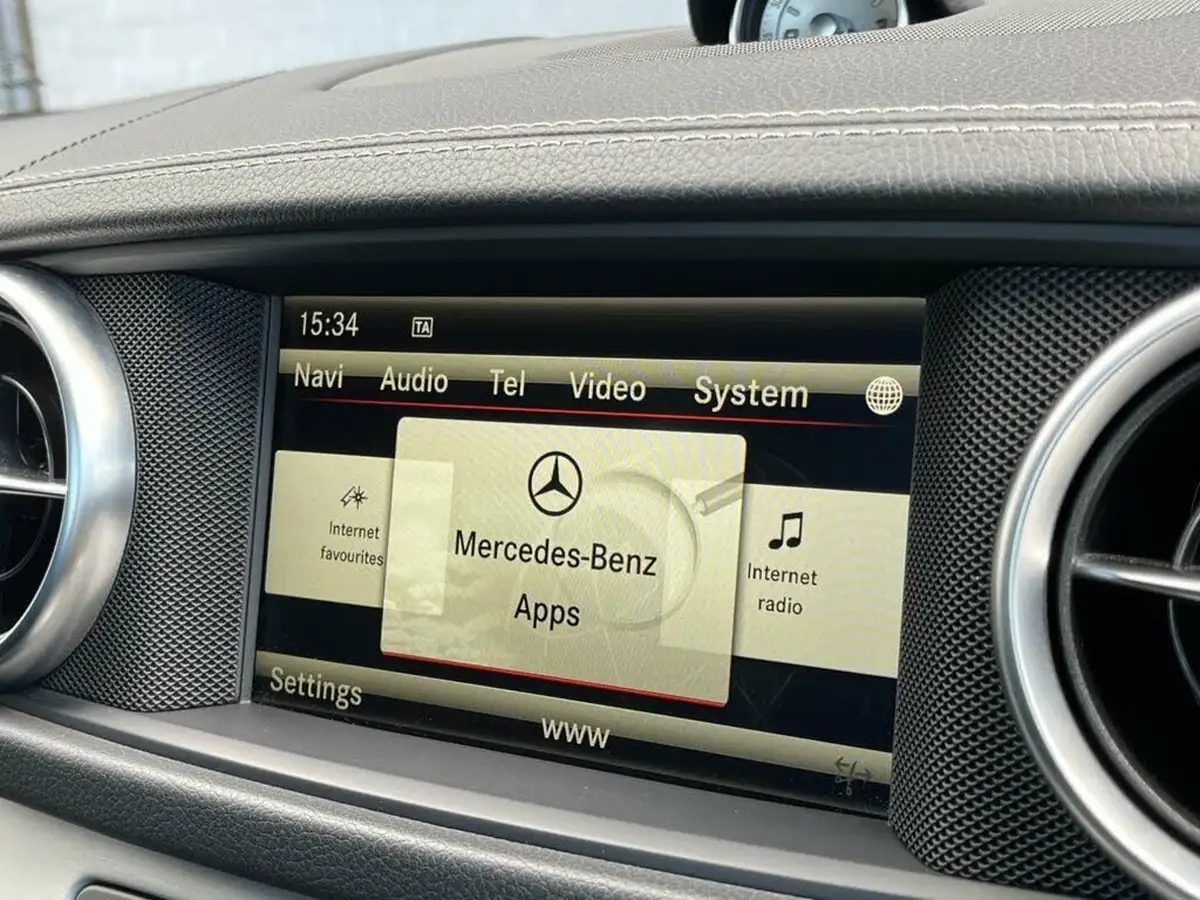 15:34 TA
Navi Audio Tel Video System
Internet
favourites
Mercedes-Benz
Apps
Internet
radio
Settings
www